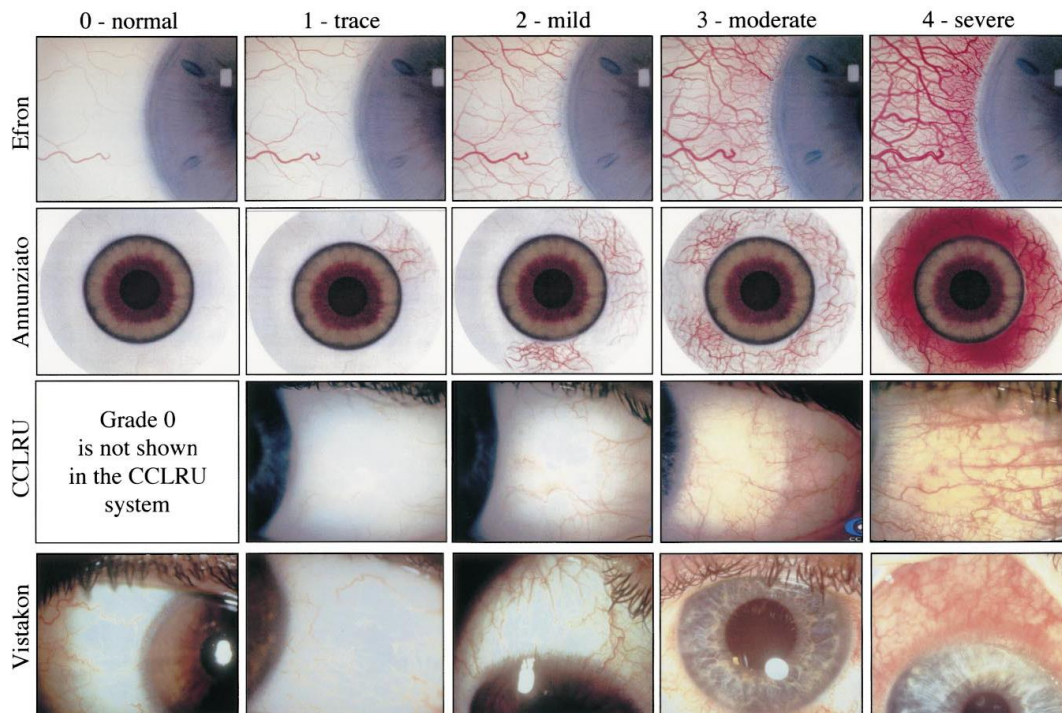 0 - normal
1 - trace
2 - mild
3 - moderate
4 - severe
Efron
Annunziato
CCLRU
Grade 0
is not shown
in the CCLRU
system
Vistakon